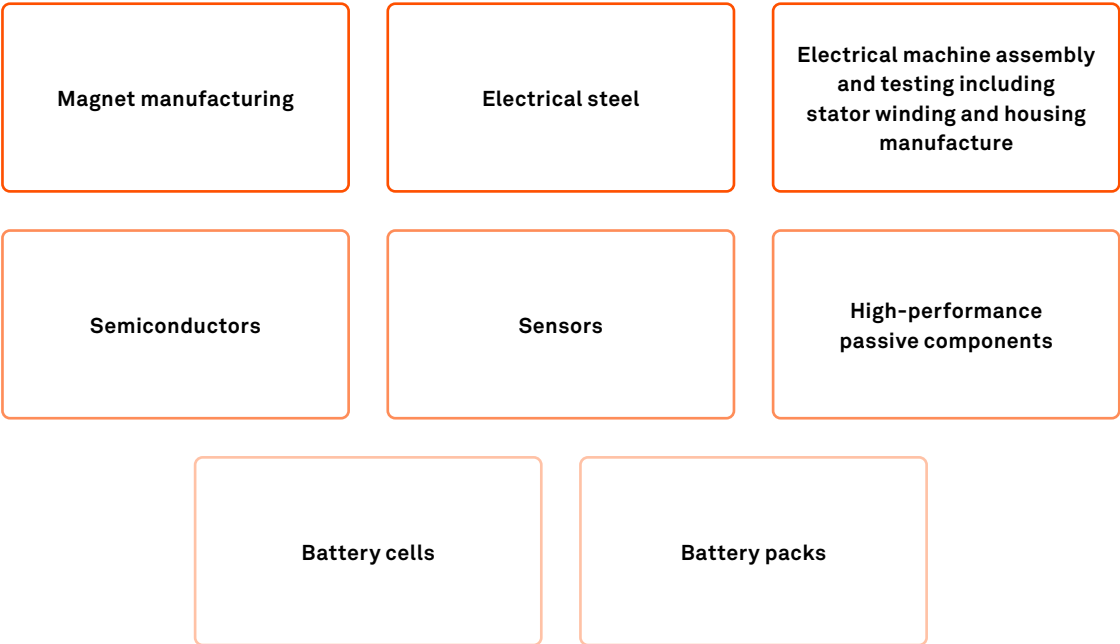 Magnet manufacturing
Electrical steel
Electrical machine assembly
and testing including
stator winding and housing
manufacture
Semiconductors
Sensors
High-performance
passive components
Battery cells
Battery packs